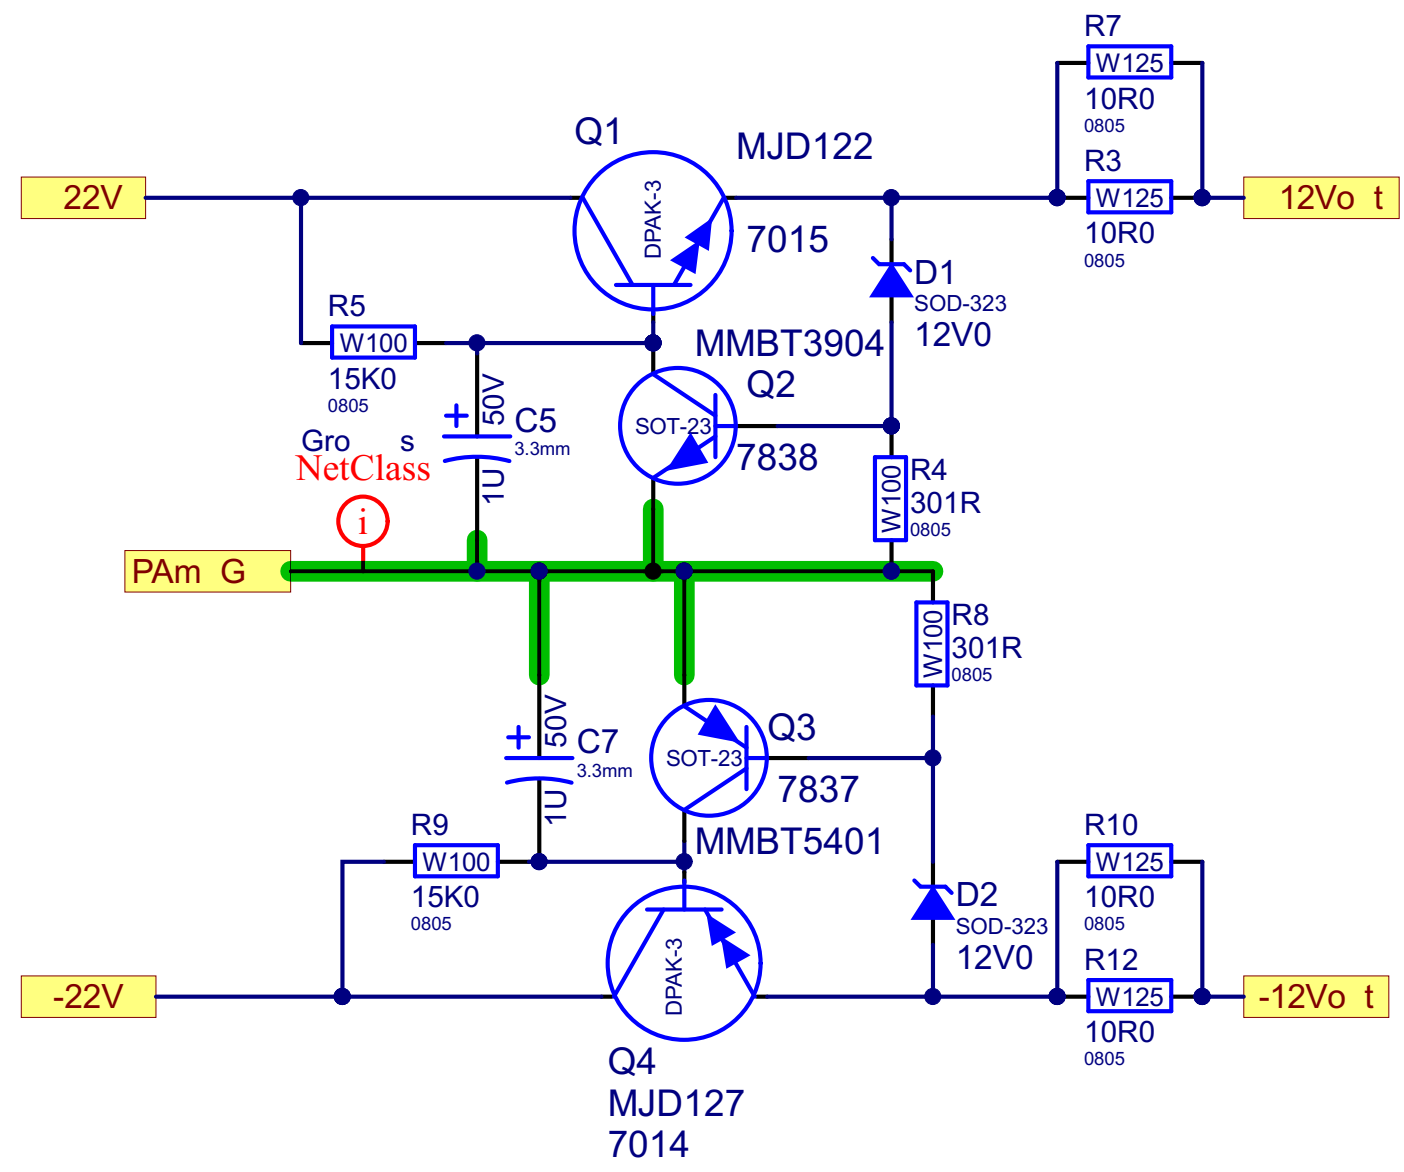 R7
W125
10R0
0805
Q1
MJD122
DPAK-3
7015
22V
R3
W125
10R0
0805
12Vo t
D1
SOD-323
12V0
R5
W100
15K0
0805
MMBT3904
Q2
SOT-23
7838
50V
C5
3.3mm
1U
Gro s
NetClass
i
R4
W100
301R
0805
PAm G
R8
W100
301R
0805
50V
C7
3.3mm
1U
Q3
SOT-23
7837
MMBT5401
R9
W100
15K0
0805
R10
W125
10R0
0805
D2
SOD-323
12V0
DPAK-3
-22V
R12
W125
10R0
0805
-12Vo t
Q4
MJD127
7014